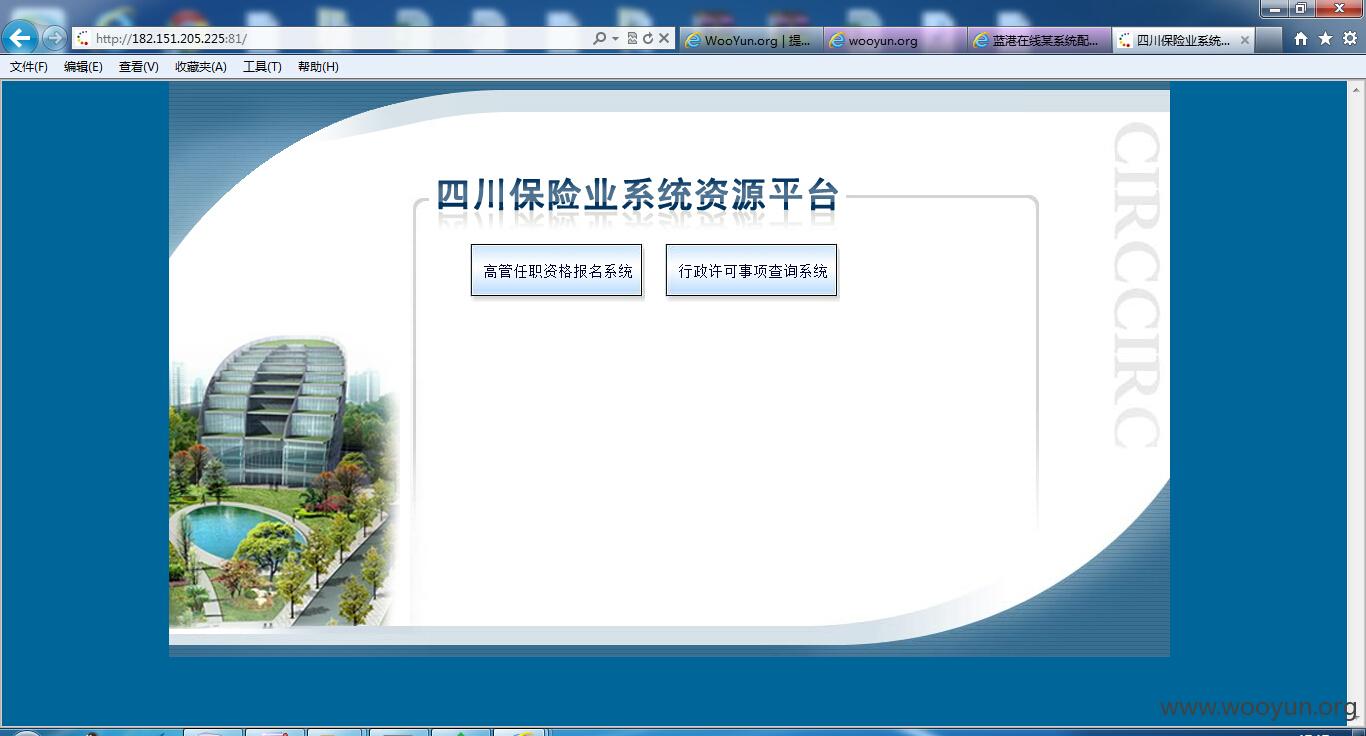 http://182.151.205.225:81/
WooYun.org | 提...
wooyun.org
蓝港在线某系统配...
四川保险业系统...
文件(F) 编辑(E) 查看(V) 收藏夹(A) 工具(T) 帮助(H)
四川保险业系统资源平台
高管任职资格报名系统
行政许可事项查询系统
CIRCCIRC
www.wooyun.org